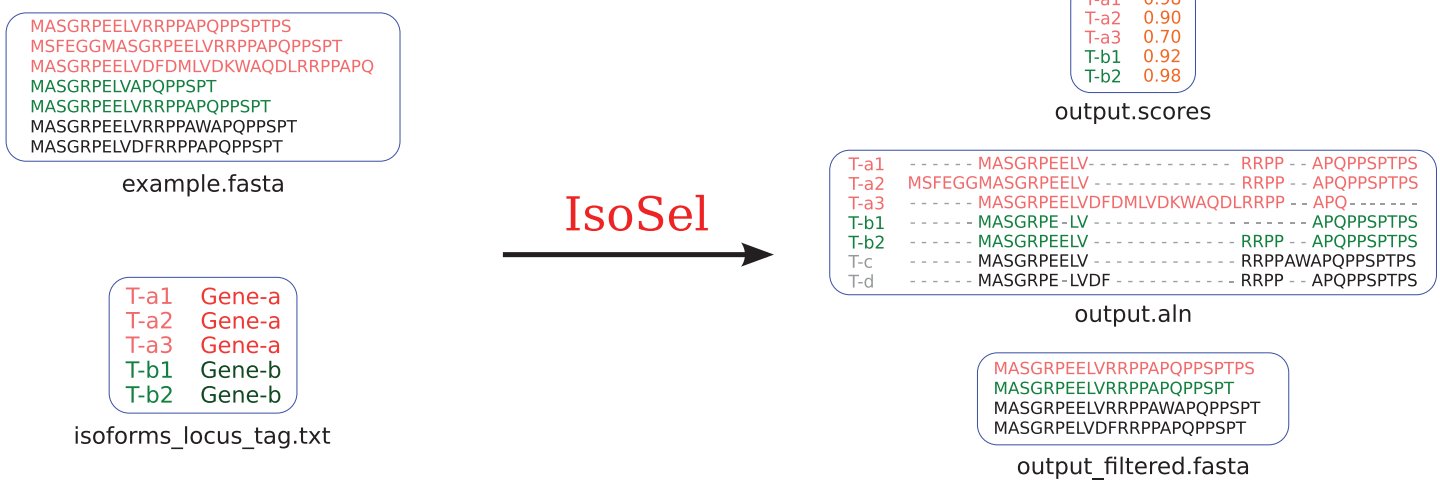 MASGRPEELVRRPPAPQPPSPTPS
MSFEGGMASGRPEELVRRPPAPQPPSPT
MASGRPEELVDFDMLVDKWAQDLRRPPAPQ
MASGRPELVAPQPPSPT
MASGRPEELVRRPPAPQPPSPT
MASGRPEELVRRPPAWAPQPPSPT
MASGRPELVDFRRPPAPQPPSPT
example.fasta
T-a1 Gene-a
T-a2 Gene-a
T-a3 Gene-a
T-b1 Gene-b
T-b2 Gene-b
isoforms_locus_tag.txt
IsoSel
T-a1 0.98
T-a2 0.90
T-a3 0.70
T-b1 0.92
T-b2 0.98
output.scores
T-a1 ------MASGRPEELV------------- RRPP--APQPPSPTPS
T-a2 MSFEGGMASGRPEELV-------------RRPP--APQPPSPTPS
T-a3 ------MASGRPEELVDFDMLVDKWAQDLRRPP--APQ-------
T-b1 ------MASGRPE-LV-------------------APQPPSPTPS
T-b2 ------MASGRPEELV-------------RRPP--APQPPSPTPS
T-c ------MASGRPEELV-------------RRPPAWAPQPPSPTPS
T-d ------MASGRPE-LVDF-----------RRPP--APQPPSPTPS
output.aln
MASGRPEELVRRPPAPQPPSPTPS
MASGRPEELVRRPPAPQPPSPT
MASGRPEELVRRPPAWAPQPPSPT
MASGRPELVDFRRPPAPQPPSPT
output_filtered.fasta